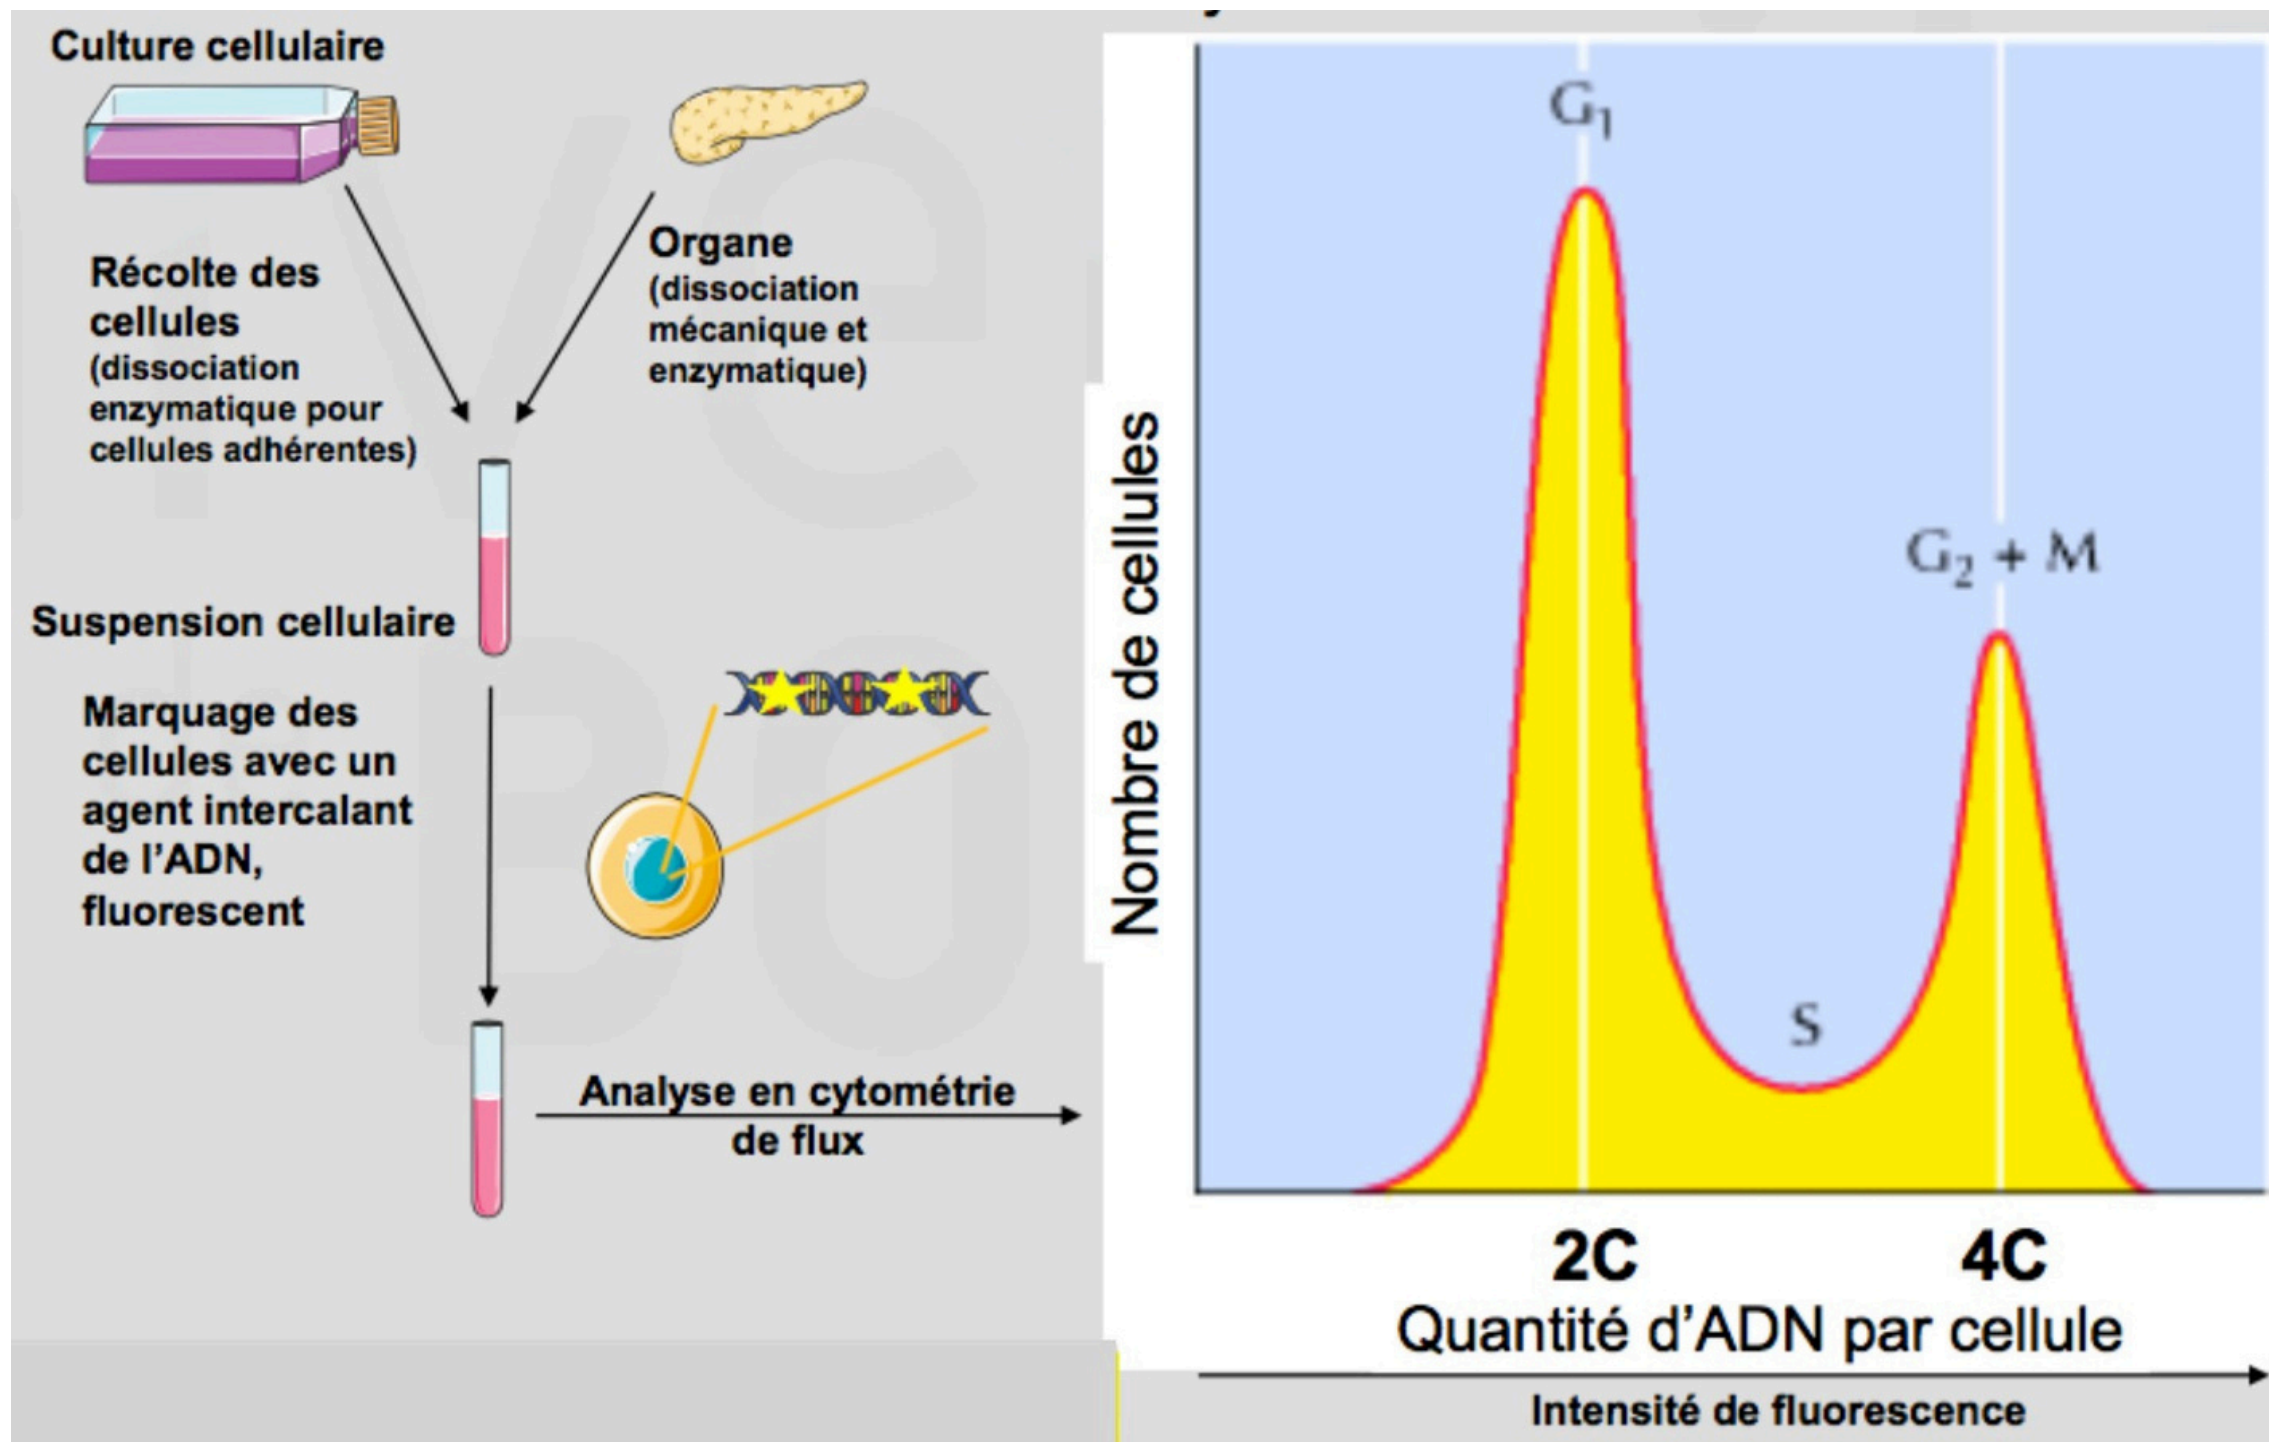 Culture cellulaire
Récolte des
cellules
(dissociation
enzymatique pour
cellules adhérentes)
Organe
(dissociation
mécanique et
enzymatique)
Suspension cellulaire
Marquage des
cellules avec un
agent intercalant
de l'ADN,
fluorescent
Analyse en cytométrie
de flux
Nombre de cellules
G₁
G₂ + M
S
2C
4C
Quantité d'ADN par cellule
Intensité de fluorescence